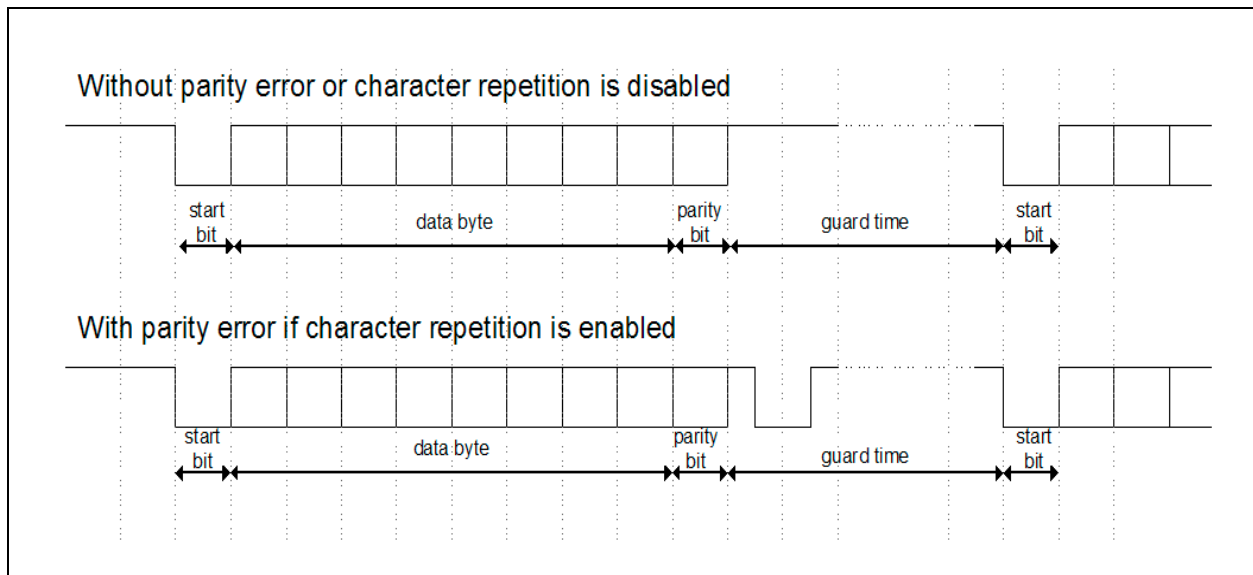 Without parity error or character repetition is disabled
start
bit
data byte
parity
bit
guard time
start
bit
With parity error if character repetition is enabled
start
bit
data byte
parity
bit
guard time
start
bit